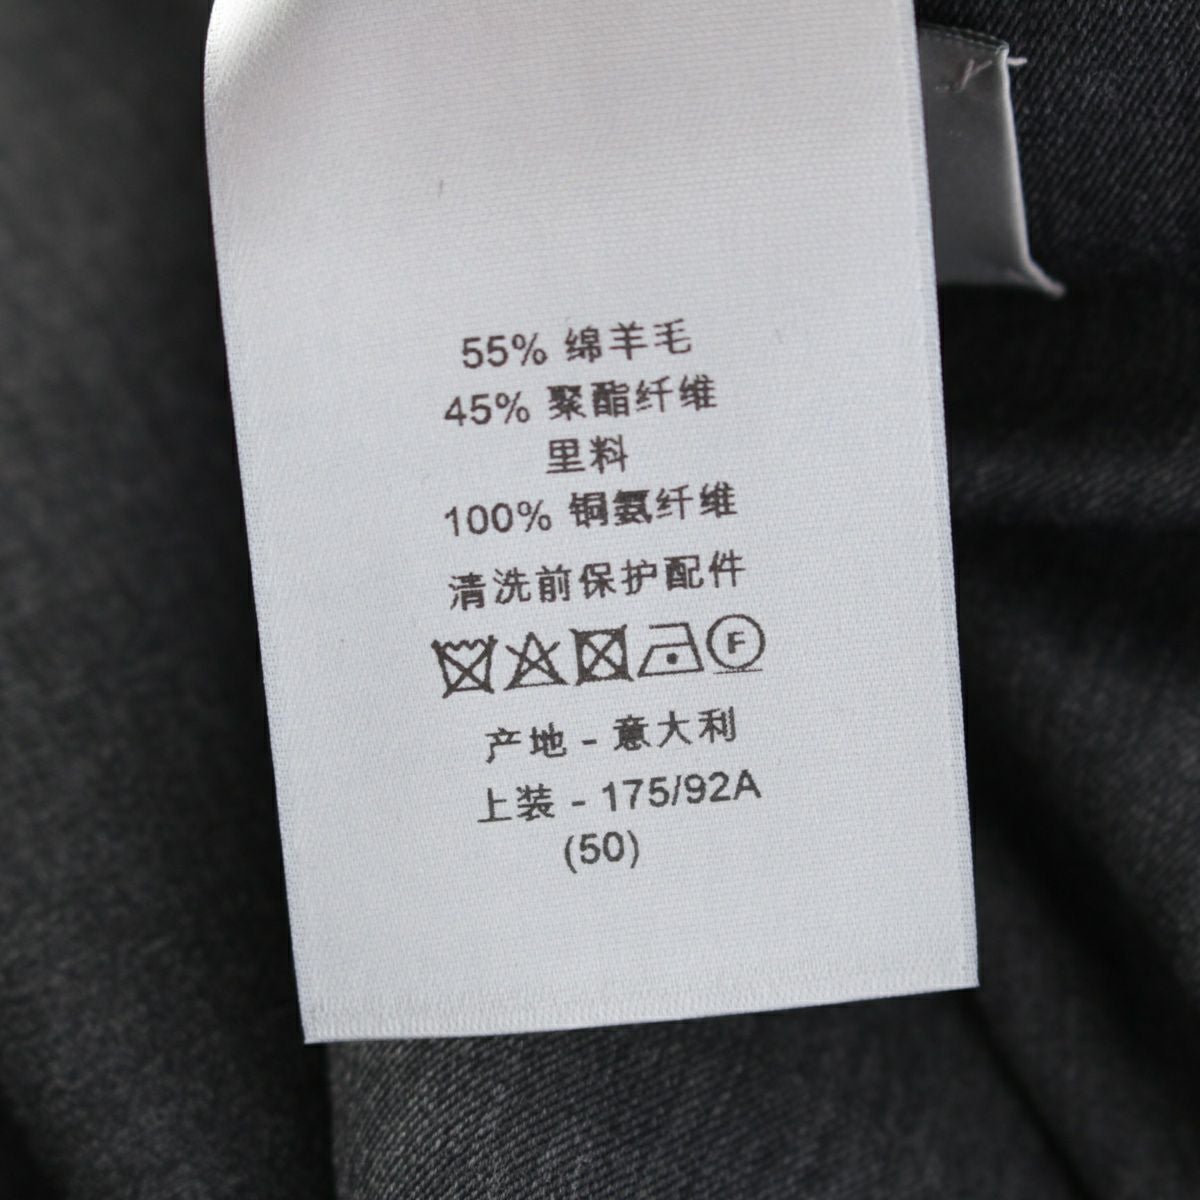 55% 绵羊毛
45% 聚酯纤维
里料
100% 铜氨纤维
清洗前保护配件
F
产地 - 意大利
上装 - 175/92A
(50)